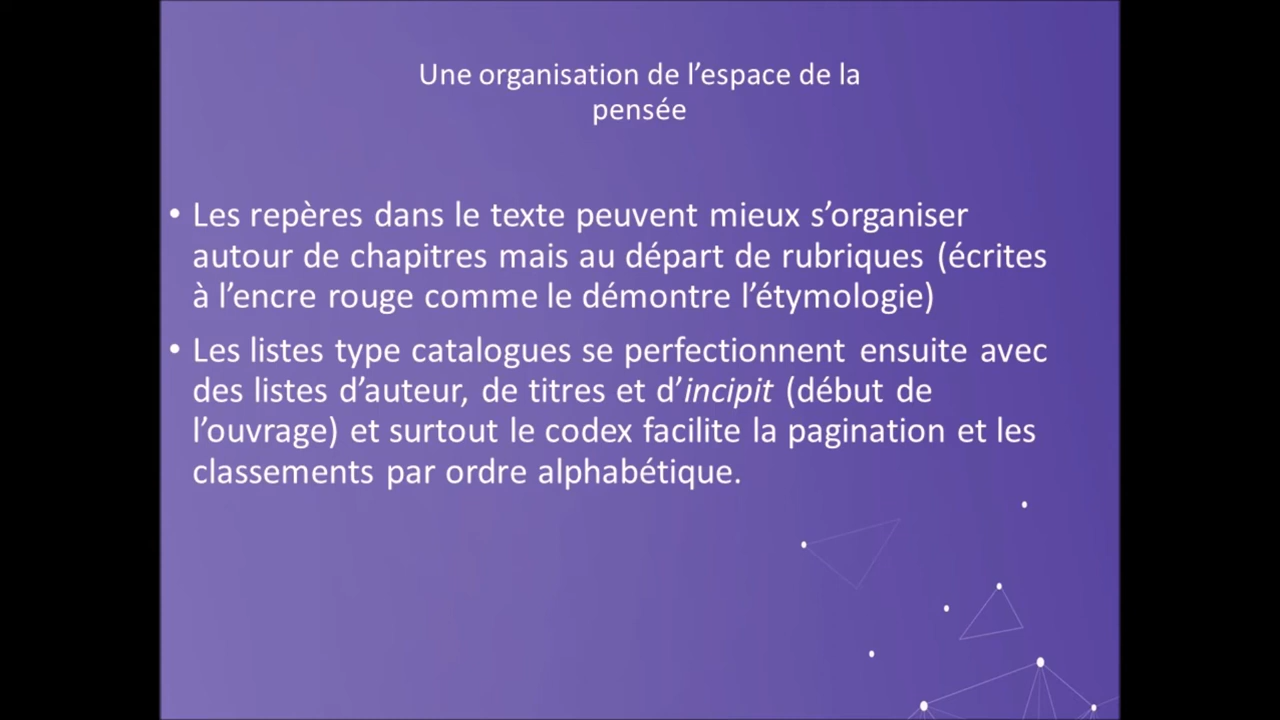 Une organisation de l’espace de la
pensée
• Les repères dans le texte peuvent mieux s’organiser
autour de chapitres mais au départ de rubriques (écrites
à l’encre rouge comme le démontre l’étymologie)
• Les listes type catalogues se perfectionnent ensuite avec
des listes d’auteur, de titres et d’incipit (début de
l’ouvrage) et surtout le codex facilite la pagination et les
classements par ordre alphabétique.